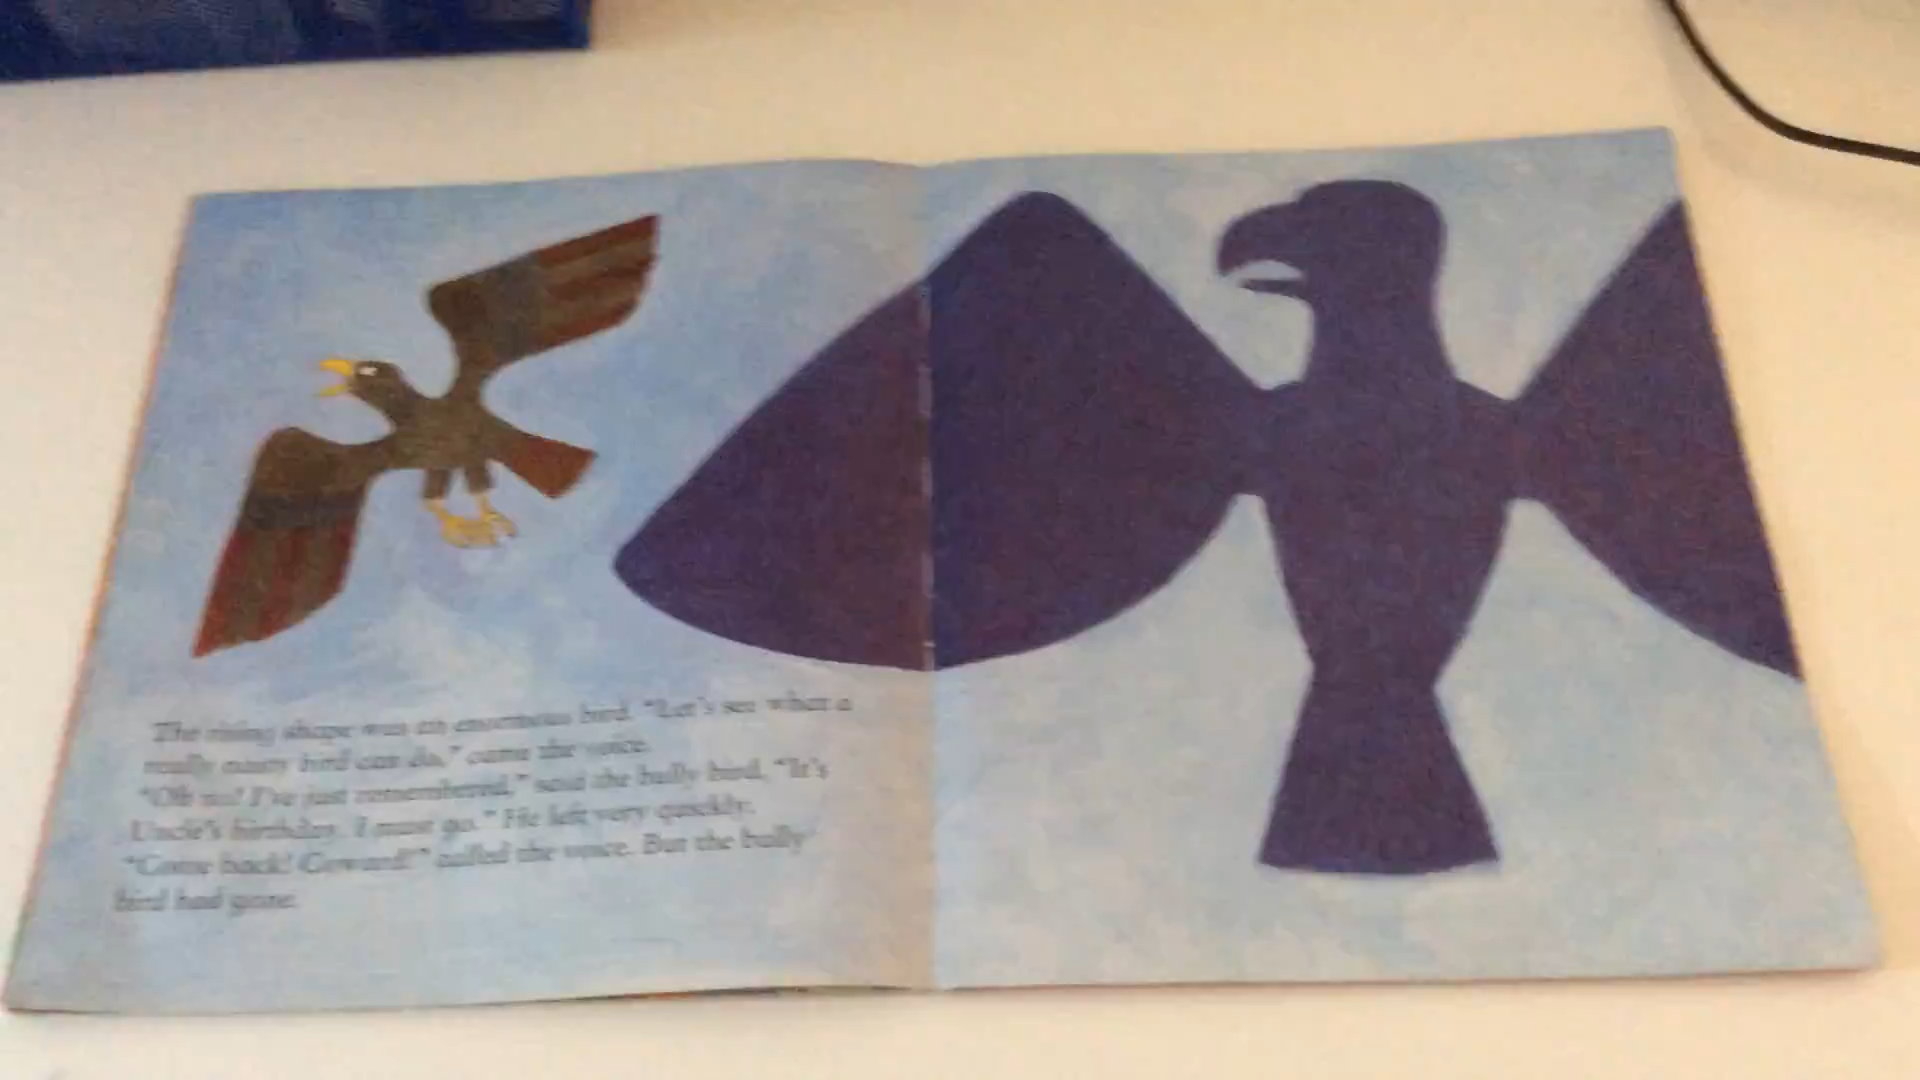 The rising shape was an enormous bird. "Let's see what a
really nasty bird can do," came the voice.
"Oh no! I've just remembered," said the bully bird. "It's
Uncle's birthday. I must go." He left very quickly.
"Come back! Coward!" called the voice. But the bully
bird had gone.